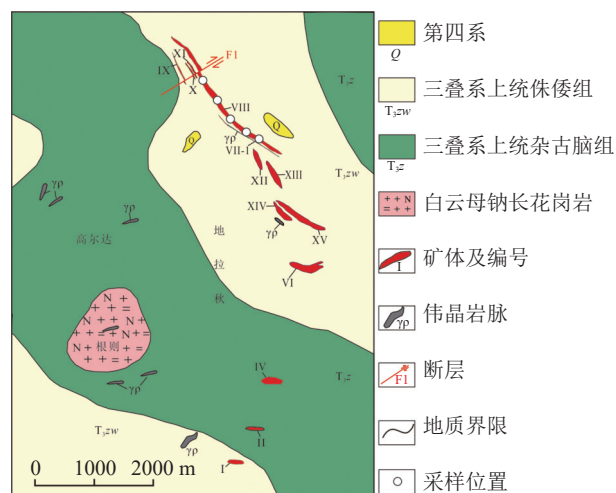 XI
F1
IX
X
T₃z
VIII
Q
Q
γρ
VII-1
T₃zw
XII
XIII
γρ
XIV
γρ
γρ
XV
高尔达
地拉秋
VI
N
N
N
N
N
根则
IV
T₃z
γρ
T₃zw
II
γρ
I
0 1000 2000 m
第四系
Q
三叠系上统侏倭组
T₃zw
三叠系上统杂古脑组
T₃z
N
白云母钠长花岗岩
I
矿体及编号
γρ
伟晶岩脉
F1
断层
地质界限
采样位置